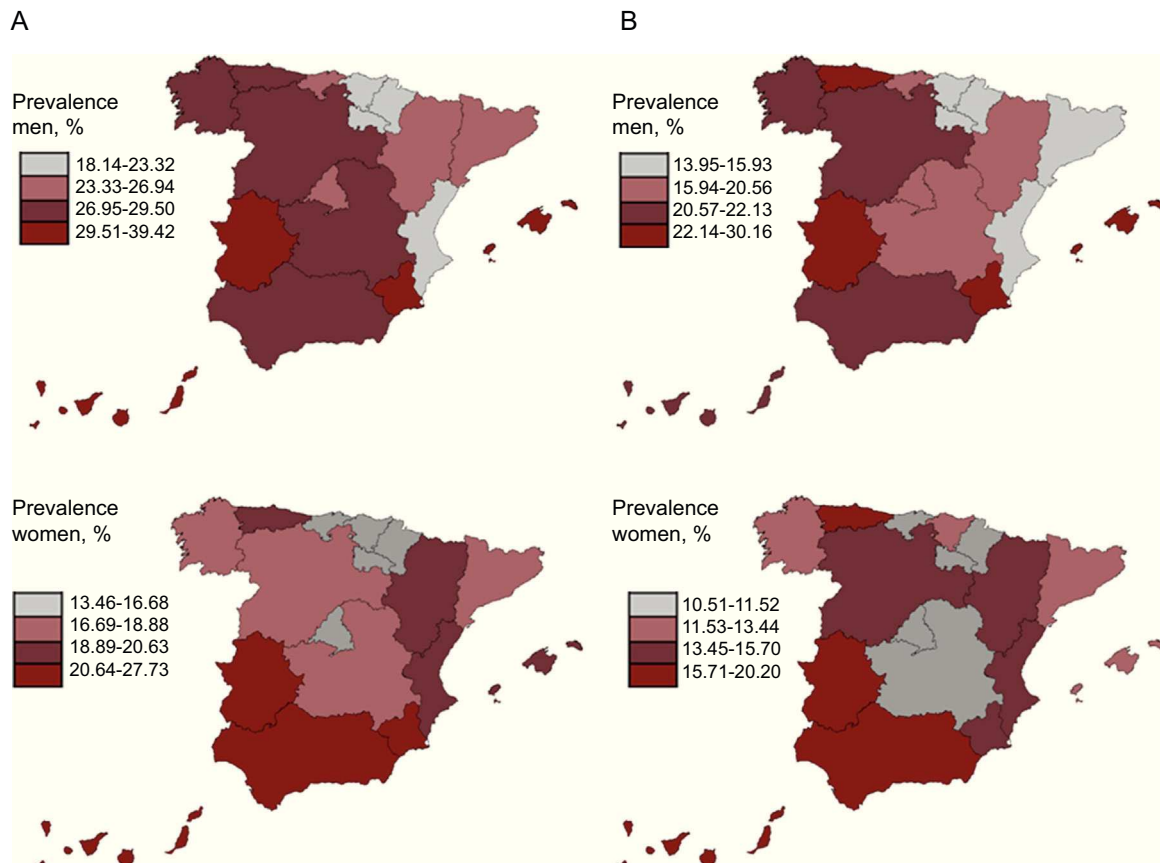 A
Prevalence
men, %
18.14-23.32
23.33-26.94
26.95-29.50
29.51-39.42
B
Prevalence
men, %
13.95-15.93
15.94-20.56
20.57-22.13
22.14-30.16
Prevalence
women, %
13.46-16.68
16.69-18.88
18.89-20.63
20.64-27.73
Prevalence
women, %
10.51-11.52
11.53-13.44
13.45-15.70
15.71-20.20